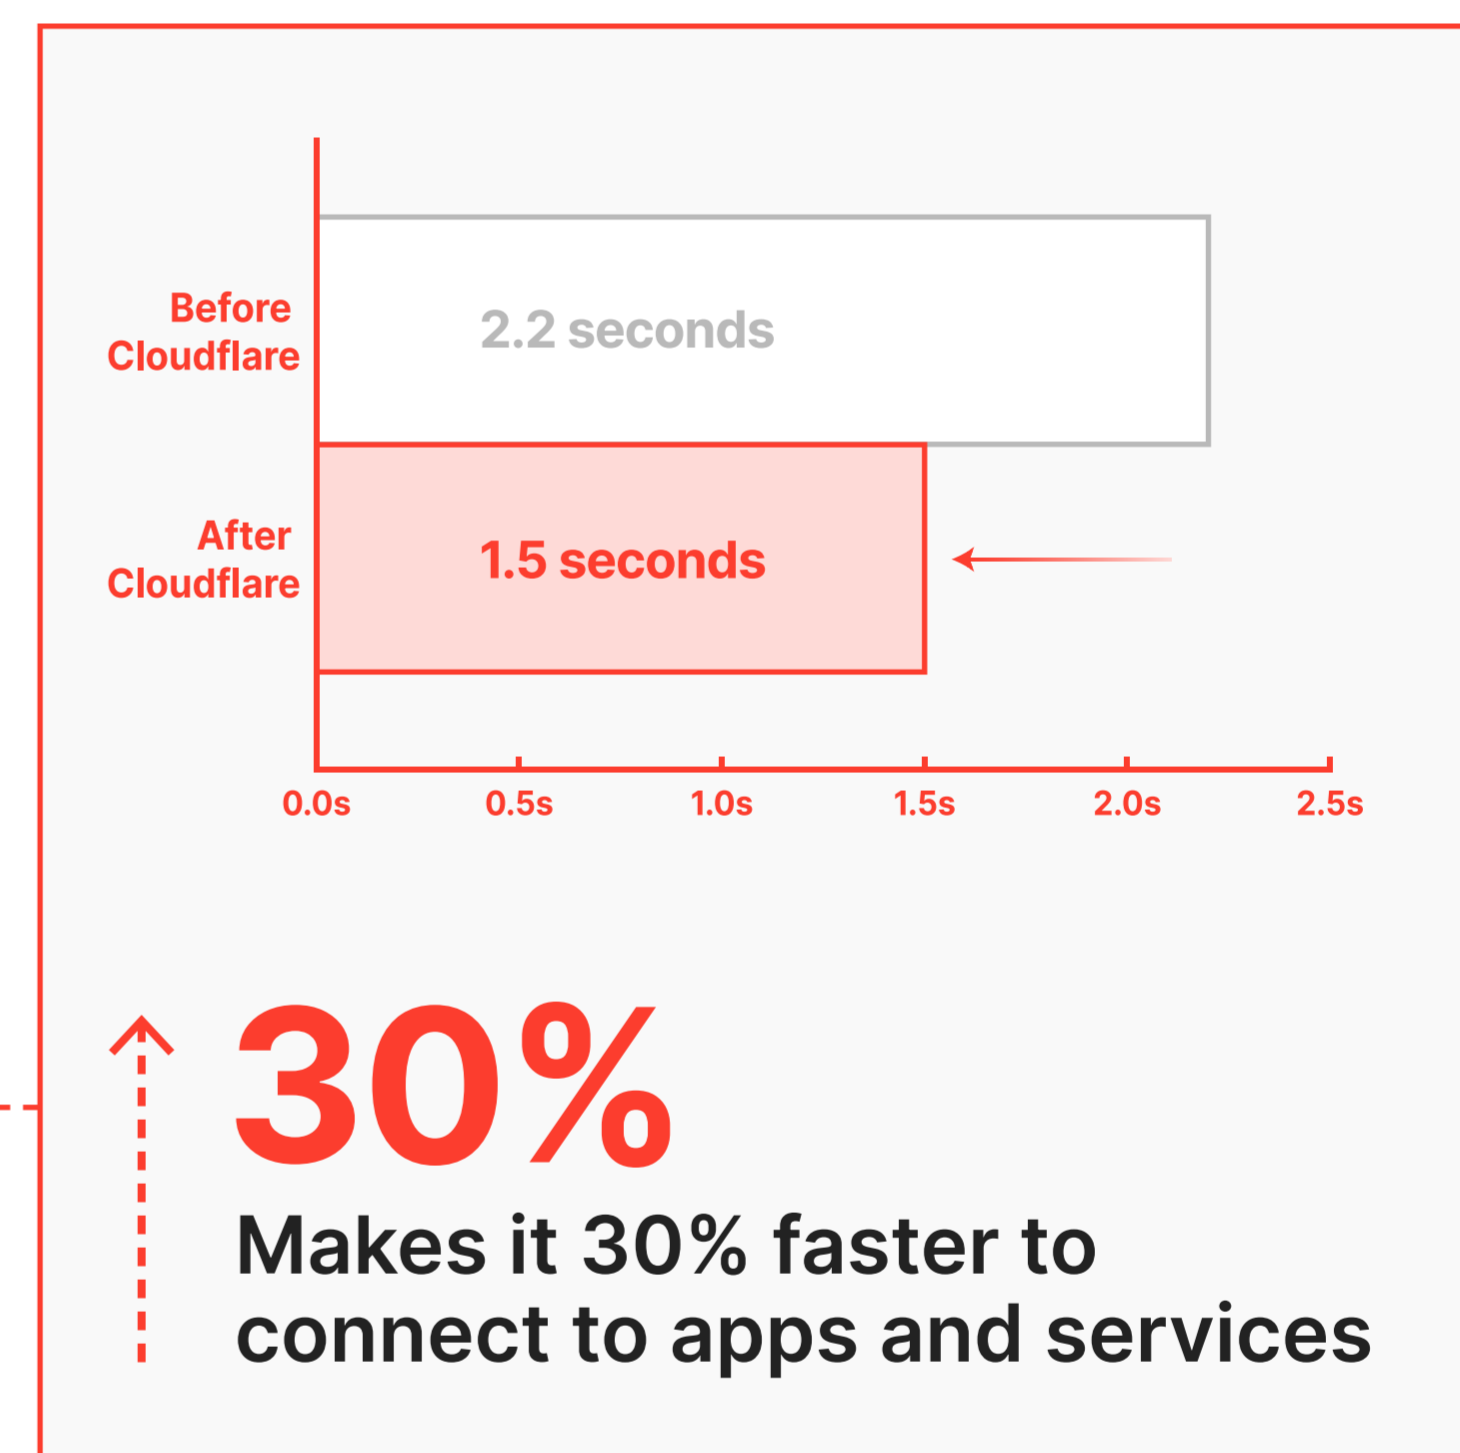 Before
Cloudflare
2.2 seconds
After
Cloudflare
1.5 seconds
0.0s 0.5s 1.0s 1.5s 2.0s 2.5s
30%
Makes it 30% faster to
connect to apps and services